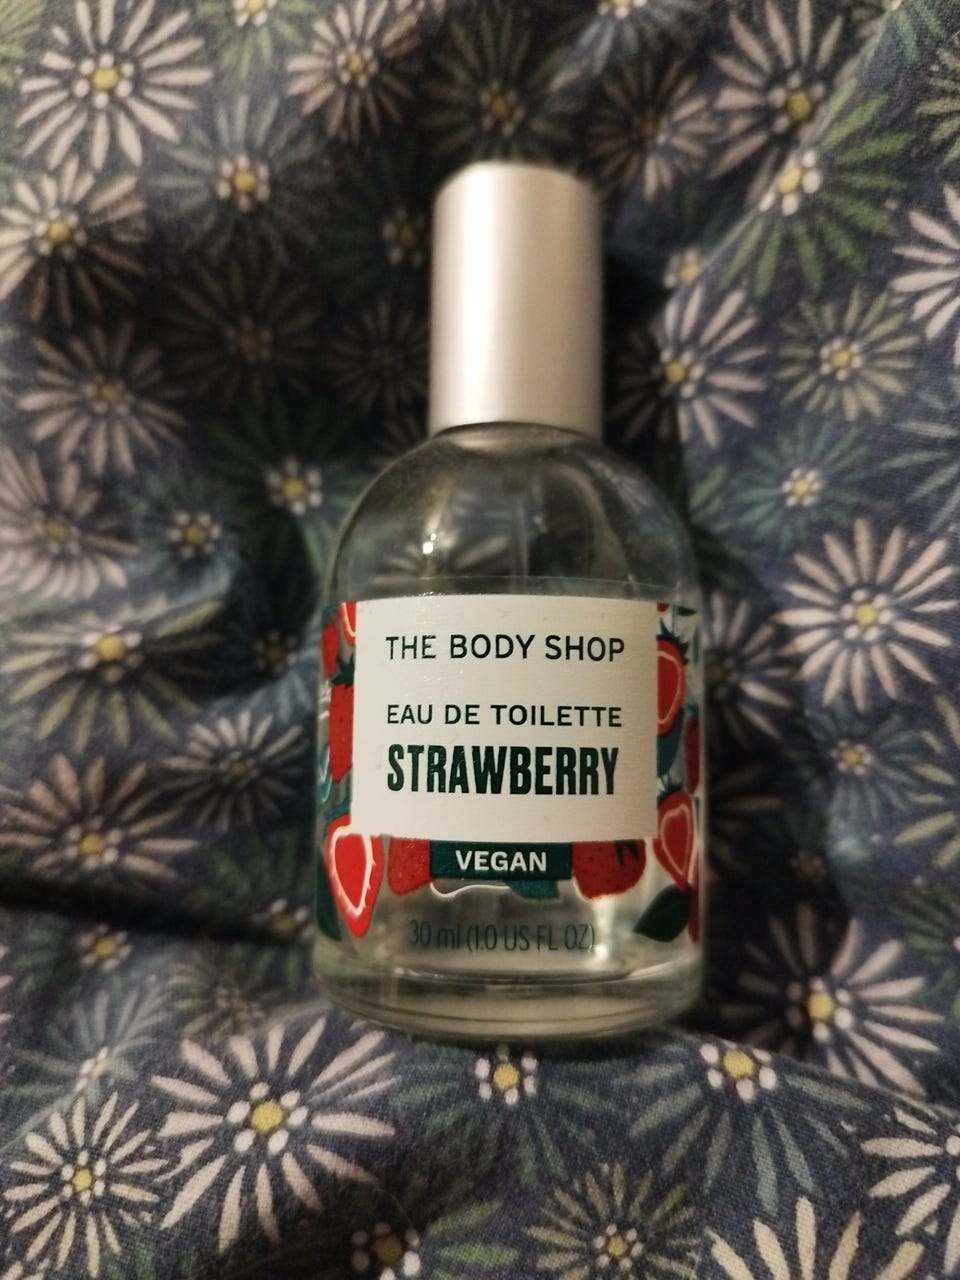 THE BODY SHOP
EAU DE TOILETTE
STRAWBERRY
VEGAN
30 ml (1.0 US FL OZ)